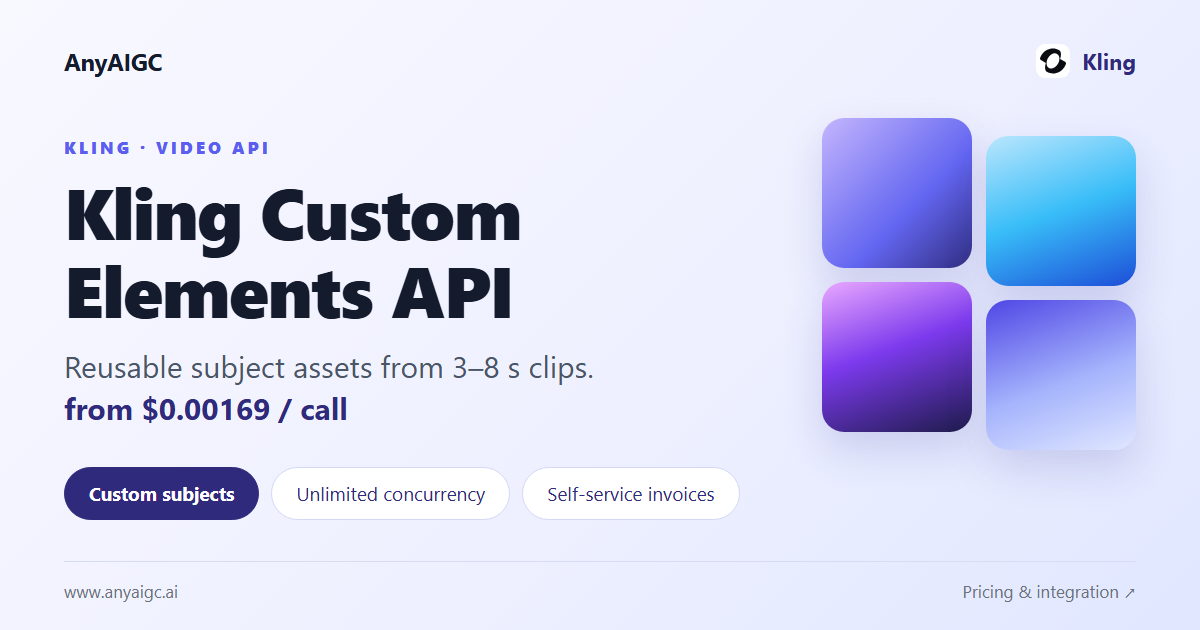 AnyAIGC
Kling
KLING · VIDEO API
Kling Custom
Elements API
Reusable subject assets from 3–8 s clips.
from $0.00169 / call
Custom subjects
Unlimited concurrency
Self-service invoices
www.anyaigc.ai
Pricing & integration ↗